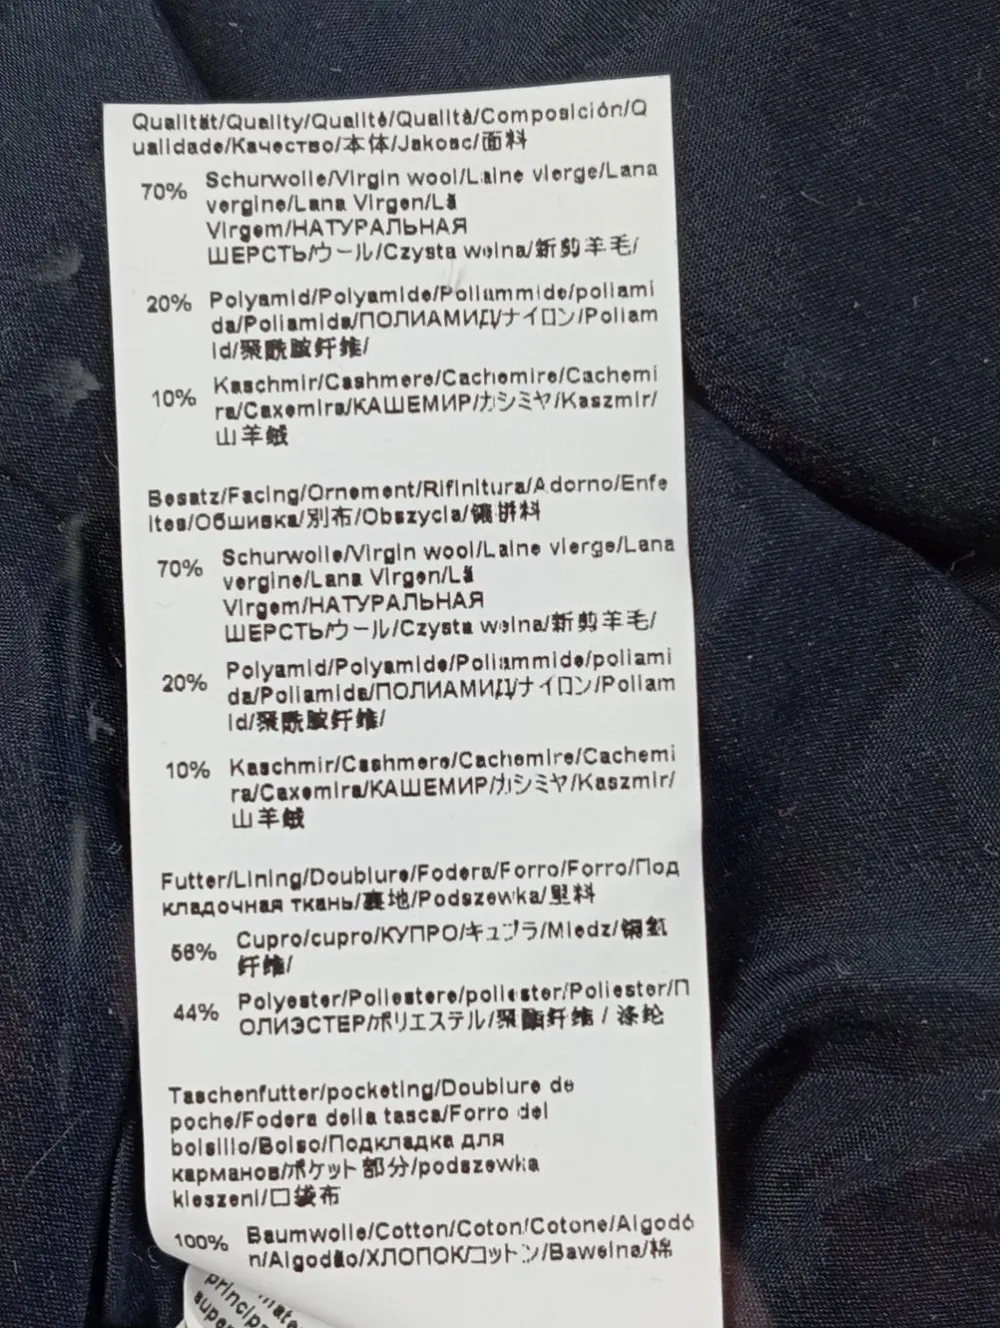 Qualität/Quality/Qualité/Qualità/Composición/Q
ualidade/Качество/本体/Jakosc/面料
70% Schurwolle/Virgin wool/Laine vierge/Lana
vergine/Lana Virgen/Lã
Virgem/НАТУРАЛЬНАЯ
ШЕРСТЬ/ウール/Czysta welna/新剪羊毛/
20% Polyamid/Polyamide/Poliammide/poliami
da/Poliamida/ПОЛИАМИД/ナイロン/Poliam
id/聚酰胺纤维/
10% Kaschmir/Cashmere/Cachemire/Cachemi
ra/Caxemira/КАШЕМИР/カシミヤ/Kaszmir/
山羊绒
Besatz/Facing/Ornement/Rifinitura/Adorno/Enfe
ites/Обшивка/別布/Obszycia/镶拼料
70% Schurwolle/Virgin wool/Laine vierge/Lana
vergine/Lana Virgen/Lã
Virgem/НАТУРАЛЬНАЯ
ШЕРСТЬ/ウール/Czysta welna/新剪羊毛/
20% Polyamid/Polyamide/Poliammide/poliami
da/Poliamida/ПОЛИАМИД/ナイロン/Poliam
id/聚酰胺纤维/
10% Kaschmir/Cashmere/Cachemire/Cachemi
ra/Caxemira/КАШЕМИР/カシミヤ/Kaszmir/
山羊绒
Futter/Lining/Doublure/Fodera/Forro/Forro/Под
кладочная ткань/裏地/Podszewka/里料
56% Cupro/cupro/КУПРО/キュプラ/Miedz/铜氨
纤维/
44% Polyester/Poliestere/poliester/Poliester/П
ОЛИЭСТЕР/ポリエステル/聚酯纤维 / 涤纶
Taschenfutter/pocketing/Doublure de
poche/Fodera della tasca/Forro del
bolsillo/Bolso/Подкладка для
карманов/ポケット部分/podszewka
kieszeni/口袋布
100% Baumwolle/Cotton/Coton/Cotone/Algodó
n/Algodão/ХЛОПОК/コットン/Bawelna/棉